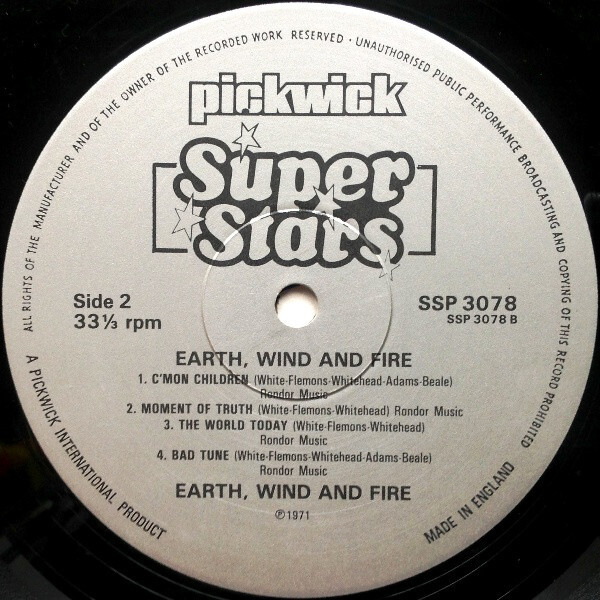 ALL RIGHTS OF THE MANUFACTURER AND OF THE OWNER OF THE RECORDED WORK RESERVED · UNAUTHORISED PUBLIC PERFORMANCE BROADCASTING AND COPYING OF THIS RECORD PROHIBITED
pickwick
Super
Stars
Side 2
33⅓ rpm
SSP 3078
SSP 3078 B
EARTH, WIND AND FIRE
1. C'MON CHILDREN (White-Flemons-Whitehead-Adams-Beale)
Rondor Music
2. MOMENT OF TRUTH (White-Flemons-Whitehead) Rondor Music
3. THE WORLD TODAY (White-Flemons-Whitehead)
Rondor Music
4. BAD TUNE (White-Flemons-Whitehead-Adams-Beale)
Rondor Music
EARTH, WIND AND FIRE
℗1971
A PICKWICK INTERNATIONAL PRODUCT
MADE IN ENGLAND